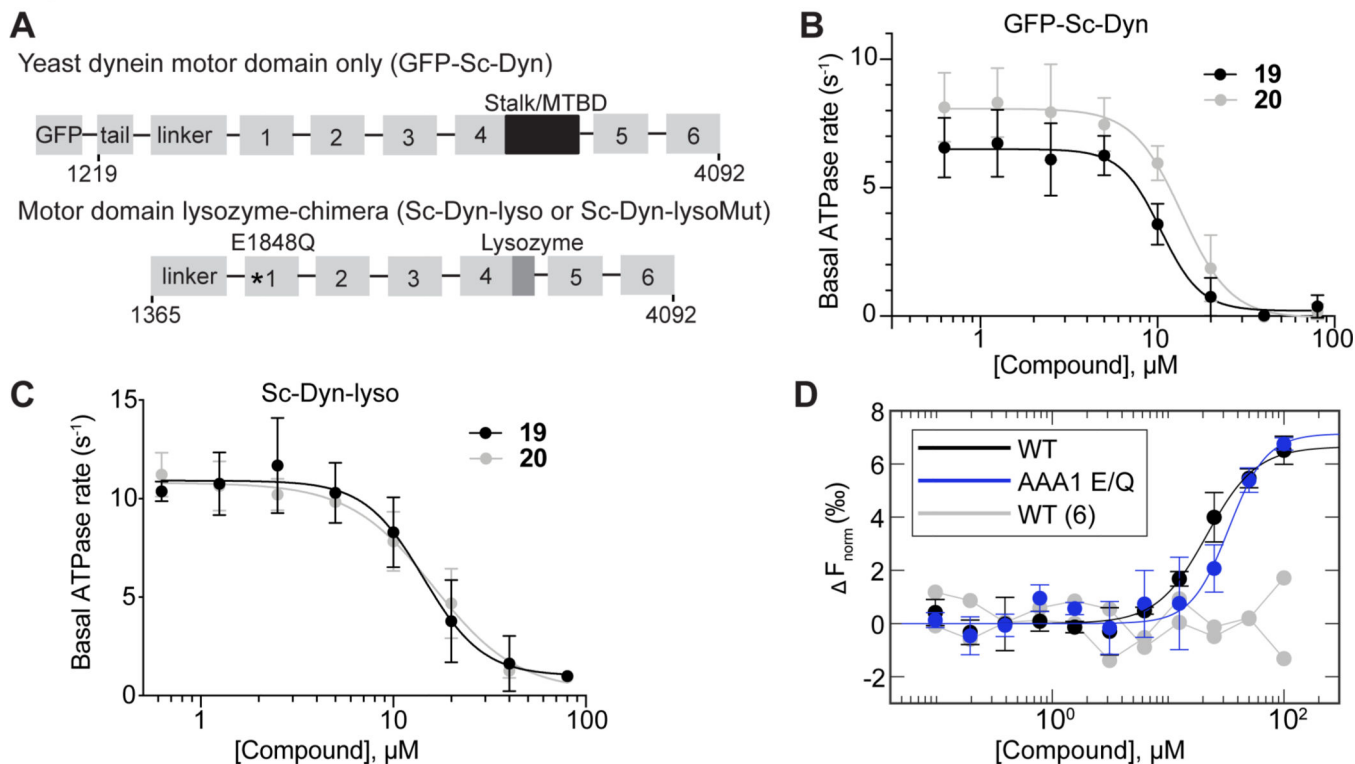 A
Yeast dynein motor domain only (GFP-Sc-Dyn)
Stalk/MTBD
GFP tail linker 1 2 3 4 5 6
1219 4092
Motor domain lysozyme-chimera (Sc-Dyn-lyso or Sc-Dyn-lysoMut)
E1848Q Lysozyme
linker *1 2 3 4 5 6
1365 4092
B
GFP-Sc-Dyn
Basal ATPase rate (s⁻¹)
10
5
0
19
20
1 10 100
[Compound], µM
C
Sc-Dyn-lyso
Basal ATPase rate (s⁻¹)
15
10
5
0
19
20
1 10 100
[Compound], µM
D
Δ Fnorm (‰)
8
6
4
2
0
-2
WT
AAA1 E/Q
WT (6)
10⁰ 10²
[Compound], µM